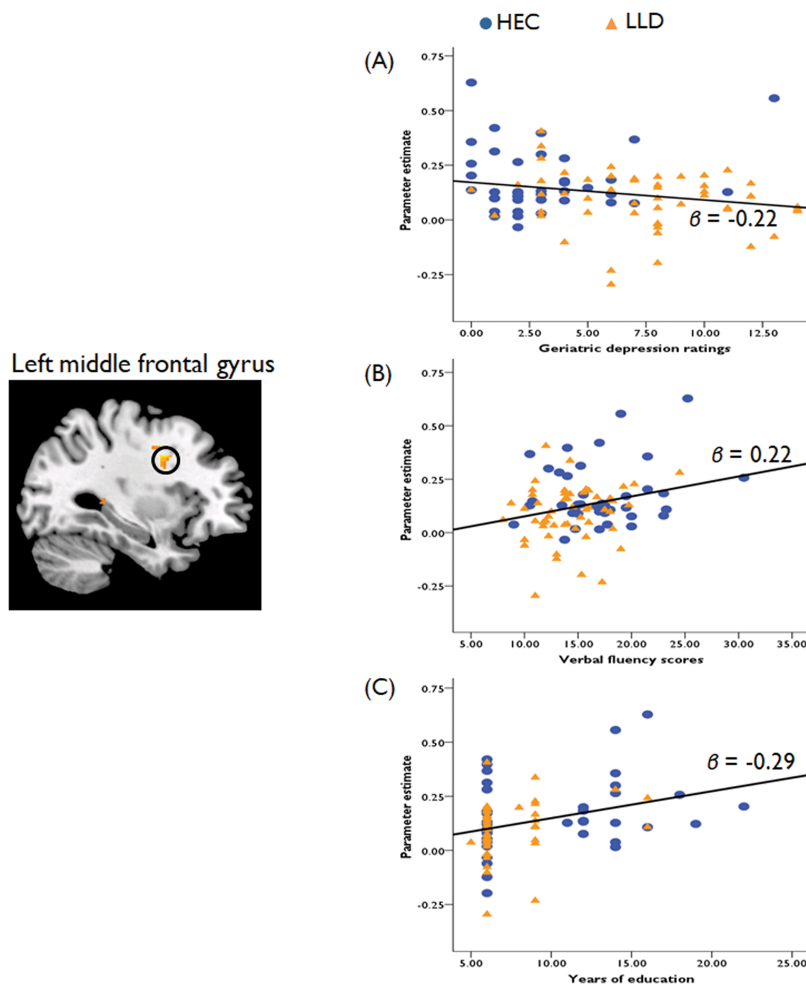 HEC LLD
(A)
Parameter estimate
0.75
0.50
0.25
0.00
-0.25
β = -0.22
0.00 2.50 5.00 7.50 10.00 12.50
Geriatric depression ratings
Left middle frontal gyrus
(B)
Parameter estimate
0.75
0.50
0.25
0.00
-0.25
β = 0.22
5.00 10.00 15.00 20.00 25.00 30.00 35.00
Verbal fluency scores
(C)
Parameter estimate
0.75
0.50
0.25
0.00
-0.25
β = -0.29
5.00 10.00 15.00 20.00 25.00
Years of education